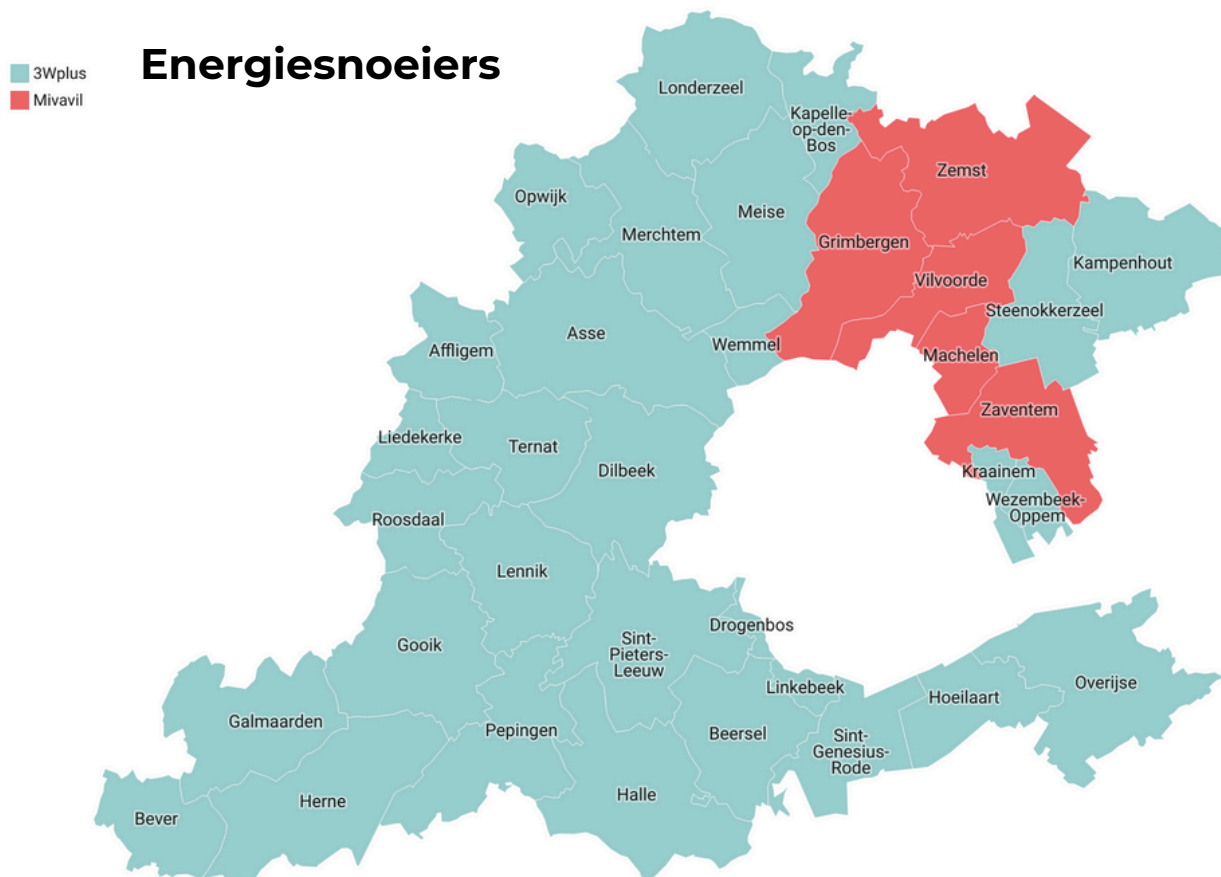 Energiesnoeiers
3Wplus
Mivavil
Londerzeel
Kapelle-
op-den-
Bos
Zemst
Opwijk
Meise
Merchtem
Grimbergen
Kampenhout
Vilvoorde
Steenokkerzeel
Asse
Wemmel
Affligem
Machelen
Zaventem
Liedekerke
Ternat
Dilbeek
Kraainem
Wezembeek-
Oppem
Roosdaal
Lennik
Drogenbos
Gooik
Sint-
Pieters-
Leeuw
Linkebeek
Hoeilaart
Overijse
Galmaarden
Pepingen
Beersel
Sint-
Genesius-
Rode
Halle
Herne
Bever